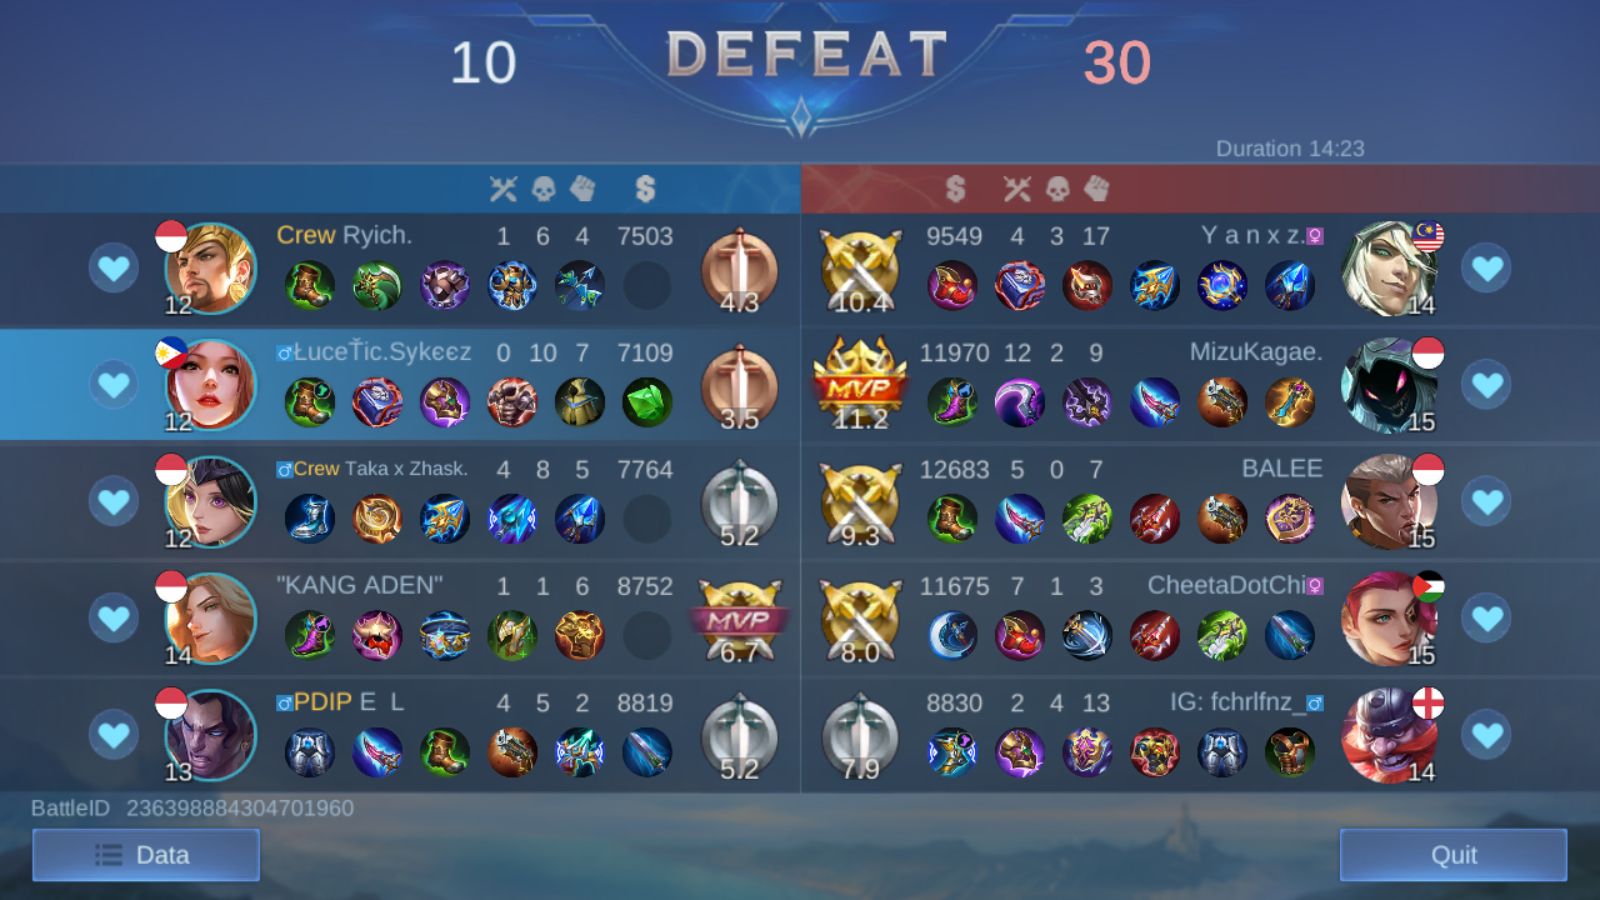 10 DEFEAT 30
Duration 14:23
Crew Ryich. 1 6 4 7503
12 4.3
10.4 9549 4 3 17 Y a n x z.
14
ŁuceŤic.Sykєєz 0 10 7 7109
12 3.5
MVP 11.2 11970 12 2 9 MizuKagae.
15
Crew Taka x Zhask. 4 8 5 7764
12 5.2
9.3 12683 5 0 7 BALEE
15
"KANG ADEN" 1 1 6 8752
14 MVP 6.7
8.0 11675 7 1 3 CheetaDotChi
15
PDIP E L 4 5 2 8819
13 5.2
7.9 8830 2 4 13 IG: fchrlfnz_
14
BattleID 236398884304701960
Data
Quit